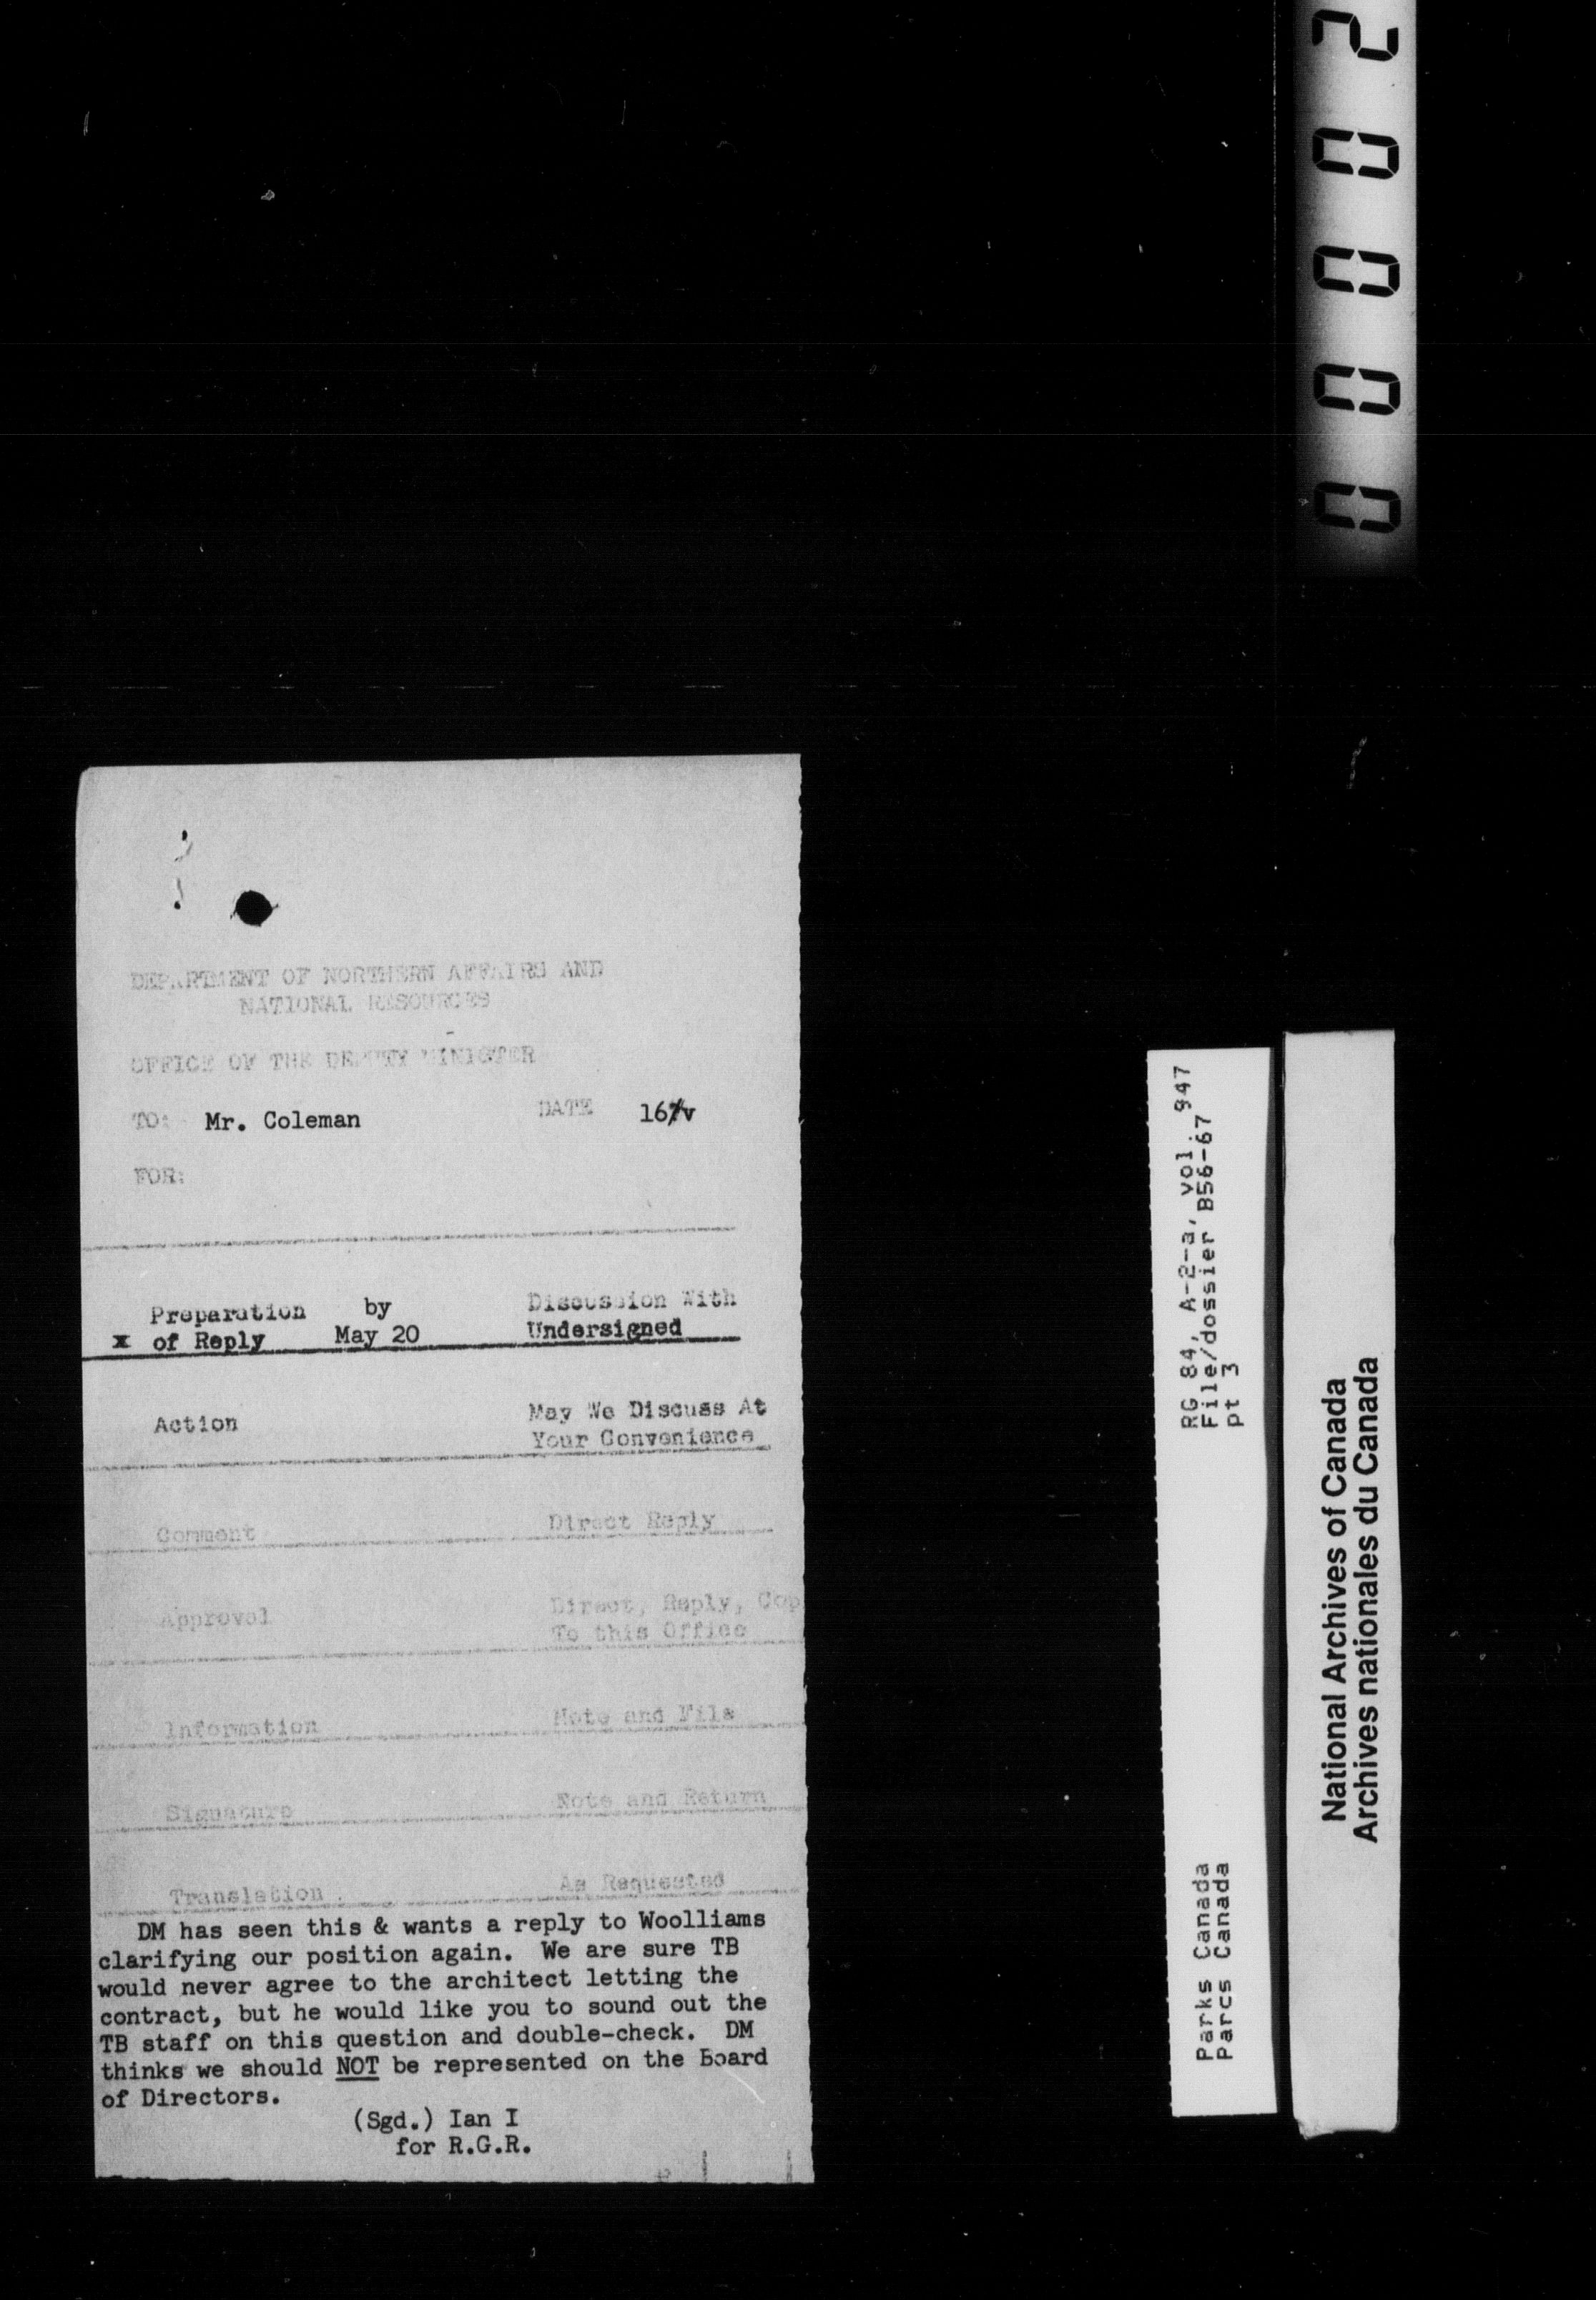 DEPARTMENT OF NORTHERN AFFAIRS AND
NATIONAL RESOURCES
-
OFFICE OF THE DEPUTY MINISTER
TO: Mr. Coleman DATE
FOR:
Preparation by Discussion With
x of Reply May 20 Undersigned
Action May We Discuss At
Your Convenience
Comment Direct Reply
Approval Direct, Reply, Cop
To this Office
Information Note and File
Signature Note and Return
Translation As Requested
DM has seen this & wants a reply to Woolliams
clarifying our position again. We are sure TB
would never agree to the architect letting the
contract, but he would like you to sound out the
TB staff on this question and double-check. DM
thinks we should NOT be represented on the Board
of Directors.
(Sgd.) Ian I
for R.G.R.
RG 84, A-2-a, vol. 947
File/dossier B56-67
pt 3
Parks Canada
Parcs Canada
National Archives of Canada
Archives nationales du Canada
00002